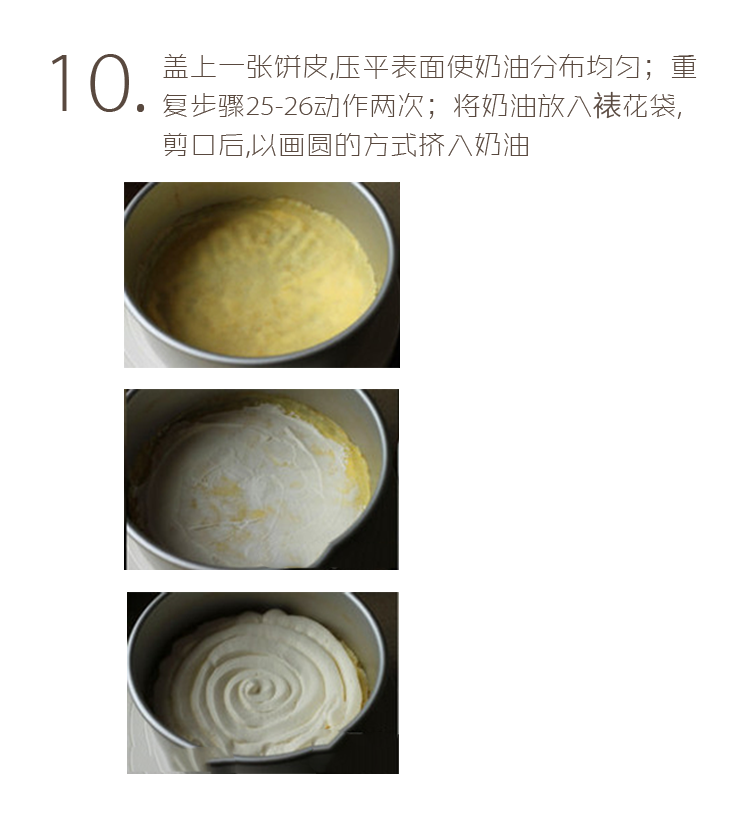 10. 盖上一张饼皮,压平表面使奶油分布均匀；重
复步骤25-26动作两次；将奶油放入裱花袋,
剪口后,以画圆的方式挤入奶油